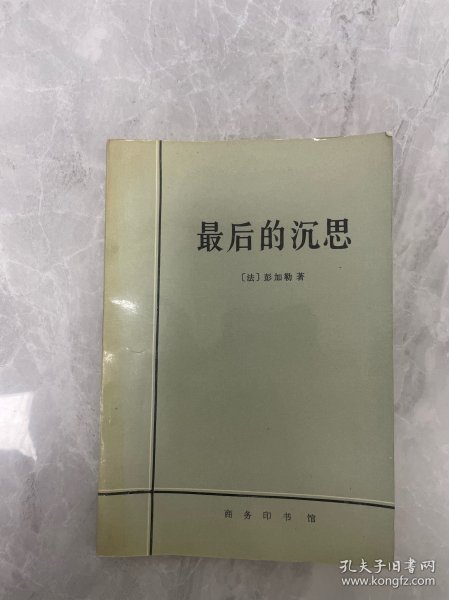 最后的沉思
〔法〕彭加勒 著
商务印书馆
孔夫子旧书网
www.kongfz.com